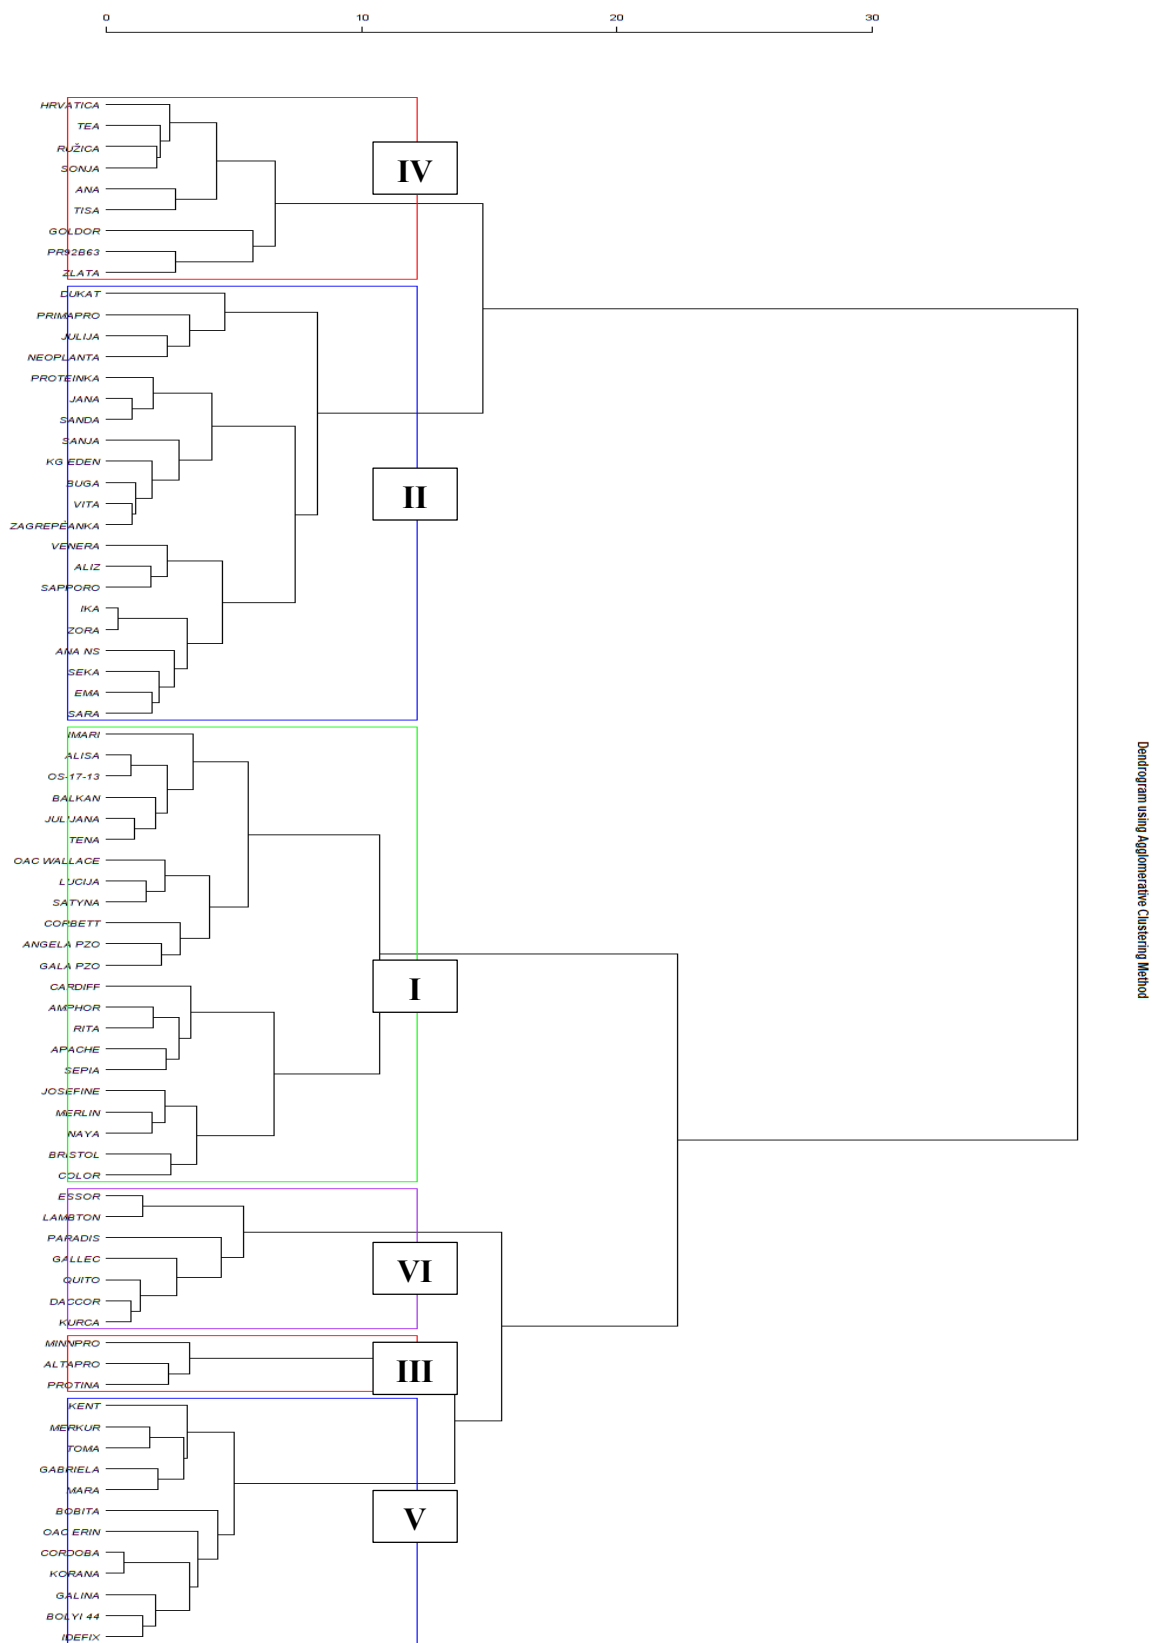 0 10 20 30
HRVATICA
TEA
RUŽICA
SONJA
IV
ANA
TISA
GOLDOR
PR92B63
ZLATA
DUKAT
PRIMAPRO
JULIJA
NEOPLANTA
PROTEINKA
JANA
SANDA
SANJA
KG EDEN
BUGA
II
VITA
ZAGREPÈANKA
VENERA
ALIZ
SAPPORO
IKA
ZORA
ANA NS
SEKA
EMA
SARA
IMARI
ALISA
OS-17-13
BALKAN
JULIJANA
TENA
OAC WALLACE
LUCIJA
SATYNA
CORBETT
ANGELA PZO
GALA PZO
CARDIFF
I
AMPHOR
RITA
APACHE
SEPIA
JOSEFINE
MERLIN
NAYA
BRISTOL
COLOR
ESSOR
LAMBTON
PARADIS
GALLEC
VI
QUITO
DACCOR
KURCA
MINNPRO
ALTAPRO
III
PROTINA
KENT
MERKUR
TOMA
GABRIELA
MARA
BOBITA
V
OAC ERIN
CORDOBA
KORANA
GALINA
BOLYI 44
IDEFIX
Dendrogram using Agglomerative Clustering Method